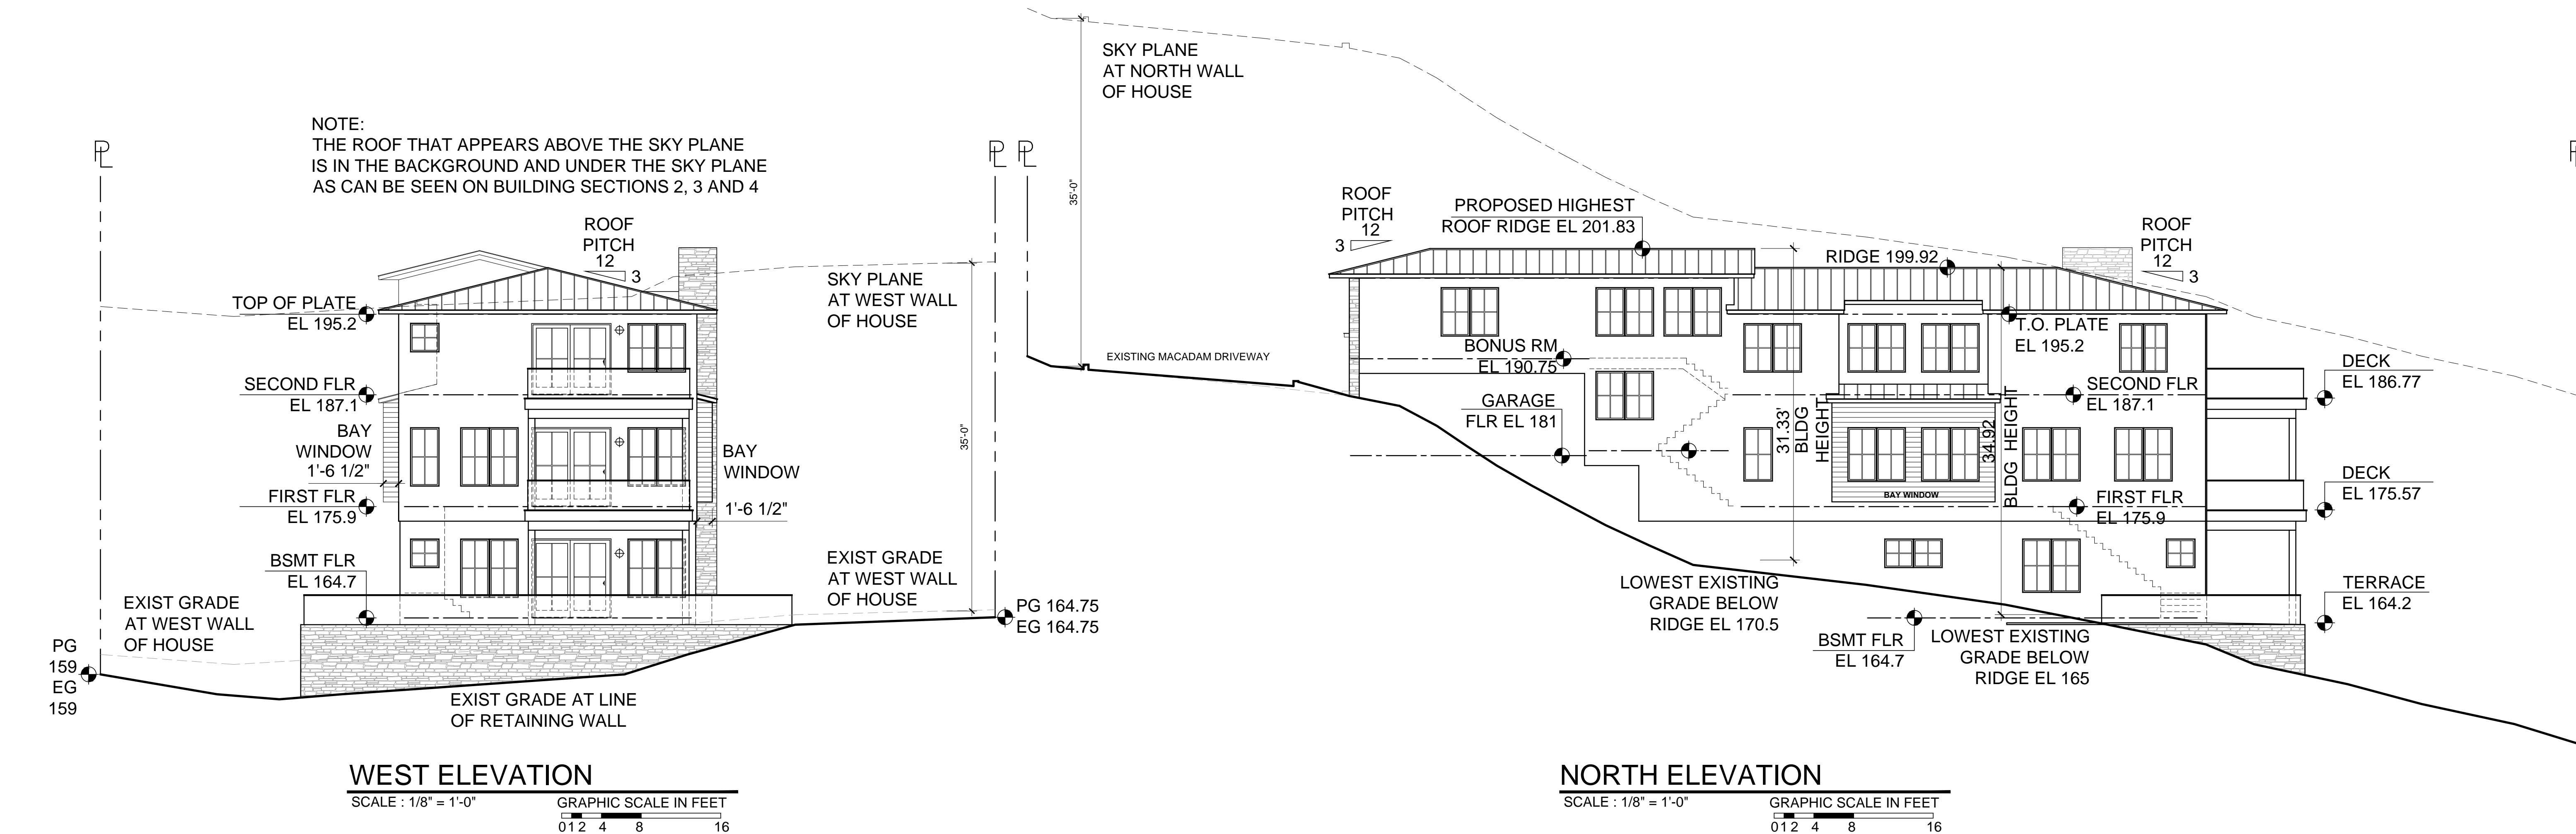 NOTE:
THE ROOF THAT APPEARS ABOVE THE SKY PLANE
IS IN THE BACKGROUND AND UNDER THE SKY PLANE
AS CAN BE SEEN ON BUILDING SECTIONS 2, 3 AND 4
PL
ROOF
PITCH
12
3
TOP OF PLATE
EL 195.2
SECOND FLR
EL 187.1
BAY
WINDOW
1'-6 1/2"
FIRST FLR
EL 175.9
BSMT FLR
EL 164.7
EXIST GRADE
AT WEST WALL
OF HOUSE
PG
159
EG
159
BAY
WINDOW
1'-6 1/2"
SKY PLANE
AT WEST WALL
OF HOUSE
35'-0"
EXIST GRADE
AT WEST WALL
OF HOUSE
PG 164.75
EG 164.75
EXIST GRADE AT LINE
OF RETAINING WALL
WEST ELEVATION
SCALE : 1/8" = 1'-0"
GRAPHIC SCALE IN FEET
0 1 2 4 8 16
PL PL
35'-0"
SKY PLANE
AT NORTH WALL
OF HOUSE
EXISTING MACADAM DRIVEWAY
ROOF
PITCH
12
3
PROPOSED HIGHEST
ROOF RIDGE EL 201.83
RIDGE 199.92
ROOF
PITCH
12
3
BONUS RM
EL 190.75
GARAGE
FLR EL 181
31.33'
BLDG
HEIGHT
34.92
BLDG HEIGHT
T.O. PLATE
EL 195.2
SECOND FLR
EL 187.1
BAY WINDOW
FIRST FLR
EL 175.9
DECK
EL 186.77
DECK
EL 175.57
TERRACE
EL 164.2
LOWEST EXISTING
GRADE BELOW
RIDGE EL 170.5
BSMT FLR
EL 164.7
LOWEST EXISTING
GRADE BELOW
RIDGE EL 165
NORTH ELEVATION
SCALE : 1/8" = 1'-0"
GRAPHIC SCALE IN FEET
0 1 2 4 8 16